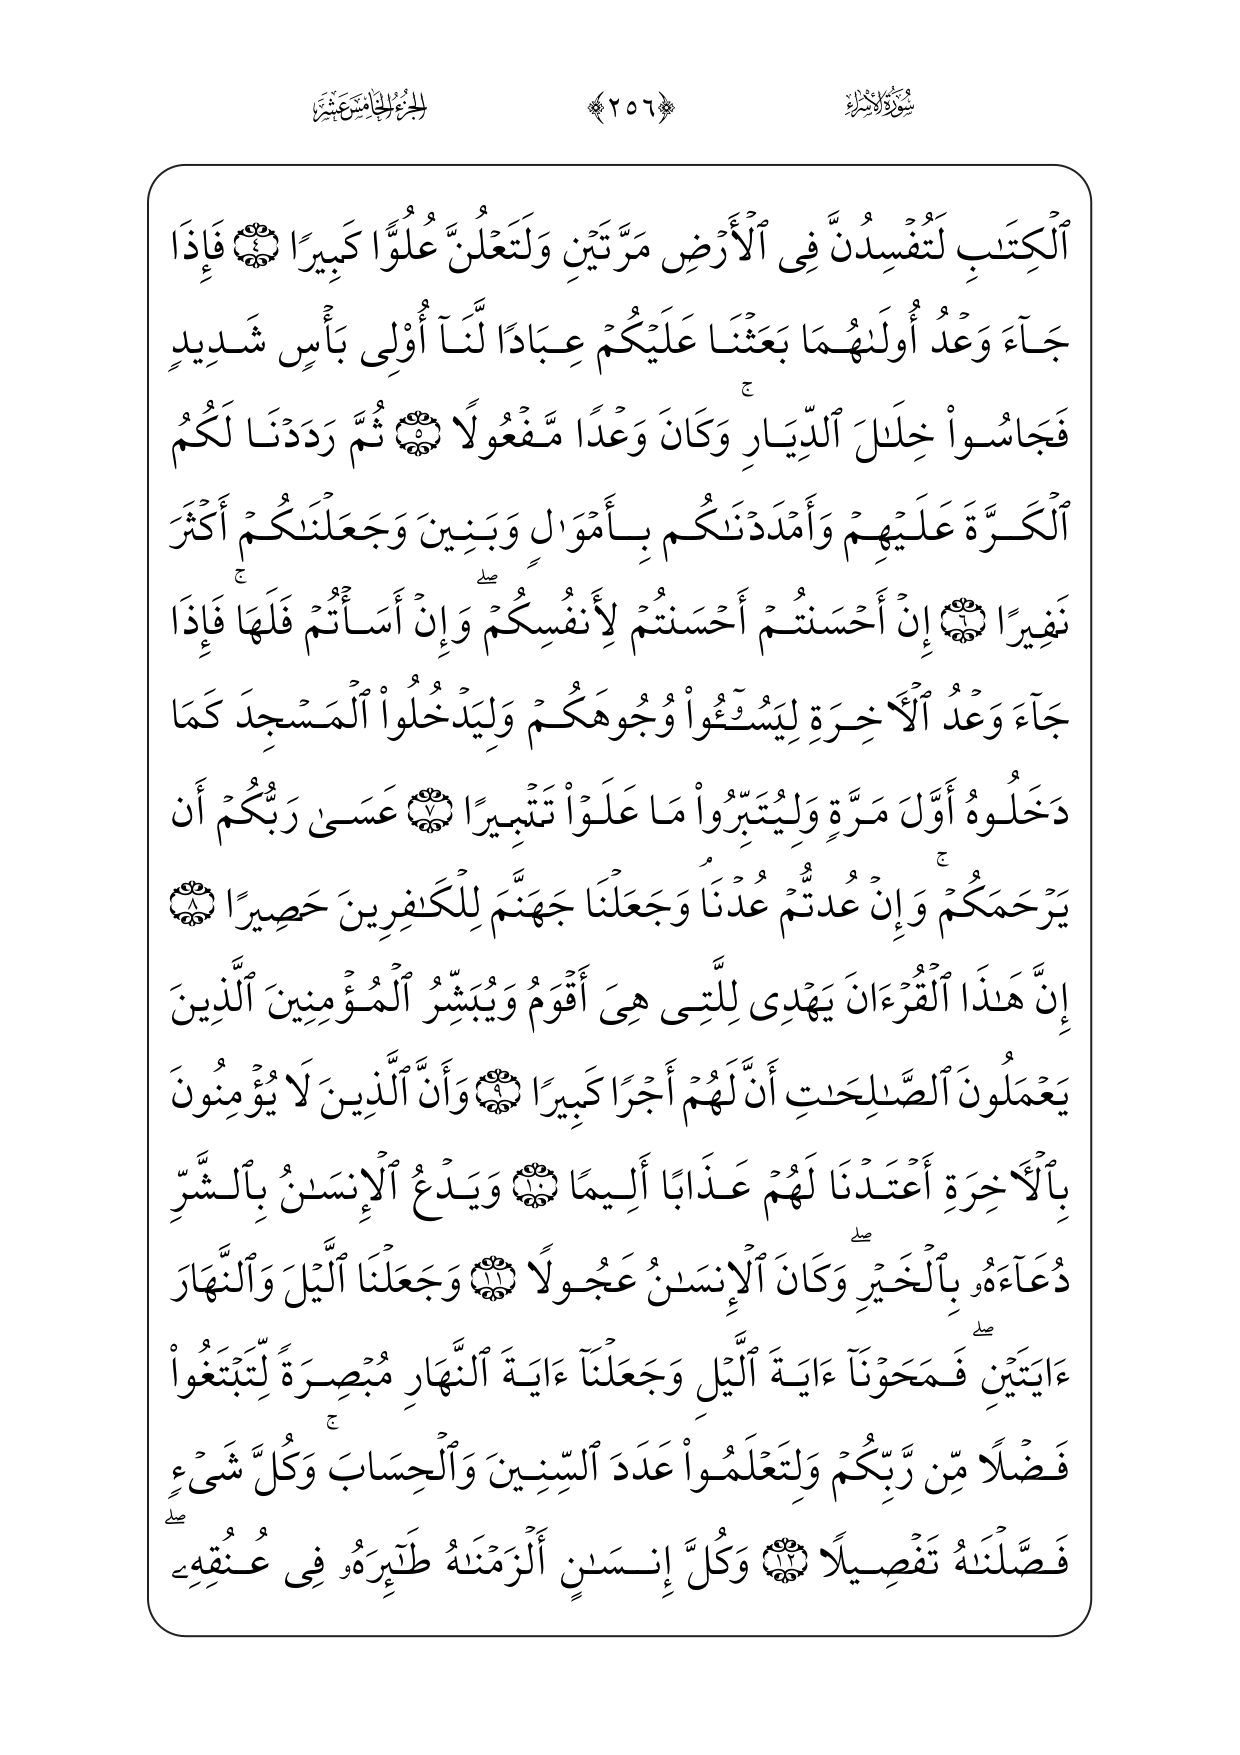 سُورَةُ الإِسْرَاء ﴿٢٥٦﴾ الجُزْءُ الخَامِسَ عَشَر
ٱلۡكِتَٰبِ لَتُفۡسِدُنَّ فِي ٱلۡأَرۡضِ مَرَّتَيۡنِ وَلَتَعۡلُنَّ عُلُوّٗا كَبِيرٗا ٤ فَإِذَا
جَآءَ وَعۡدُ أُولَىٰهُمَا بَعَثۡنَا عَلَيۡكُمۡ عِبَادٗا لَّنَآ أُوْلِي بَأۡسٖ شَدِيدٖ
فَجَاسُواْ خِلَٰلَ ٱلدِّيَارِۚ وَكَانَ وَعۡدٗا مَّفۡعُولٗا ٥ ثُمَّ رَدَدۡنَا لَكُمُ
ٱلۡكَرَّةَ عَلَيۡهِمۡ وَأَمۡدَدۡنَٰكُم بِأَمۡوَٰلٖ وَبَنِينَ وَجَعَلۡنَٰكُمۡ أَكۡثَرَ
نَفِيرًا ٦ إِنۡ أَحۡسَنتُمۡ أَحۡسَنتُمۡ لِأَنفُسِكُمۡۖ وَإِنۡ أَسَأۡتُمۡ فَلَهَاۚ فَإِذَا
جَآءَ وَعۡدُ ٱلۡأٓخِرَةِ لِيَسُـُٔواْ وُجُوهَكُمۡ وَلِيَدۡخُلُواْ ٱلۡمَسۡجِدَ كَمَا
دَخَلُوهُ أَوَّلَ مَرَّةٖ وَلِيُتَبِّرُواْ مَا عَلَوۡاْ تَتۡبِيرًا ٧ عَسَىٰ رَبُّكُمۡ أَن
يَرۡحَمَكُمۡۚ وَإِنۡ عُدتُّمۡ عُدۡنَاۘ وَجَعَلۡنَا جَهَنَّمَ لِلۡكَٰفِرِينَ حَصِيرًا ٨
إِنَّ هَٰذَا ٱلۡقُرۡءَانَ يَهۡدِي لِلَّتِي هِيَ أَقۡوَمُ وَيُبَشِّرُ ٱلۡمُؤۡمِنِينَ ٱلَّذِينَ
يَعۡمَلُونَ ٱلصَّٰلِحَٰتِ أَنَّ لَهُمۡ أَجۡرٗا كَبِيرٗا ٩ وَأَنَّ ٱلَّذِينَ لَا يُؤۡمِنُونَ
بِٱلۡأٓخِرَةِ أَعۡتَدۡنَا لَهُمۡ عَذَابًا أَلِيمٗا ١٠ وَيَدۡعُ ٱلۡإِنسَٰنُ بِٱلشَّرِّ
دُعَآءَهُۥ بِٱلۡخَيۡرِۖ وَكَانَ ٱلۡإِنسَٰنُ عَجُولٗا ١١ وَجَعَلۡنَا ٱلَّيۡلَ وَٱلنَّهَارَ
ءَايَتَيۡنِۖ فَمَحَوۡنَآ ءَايَةَ ٱلَّيۡلِ وَجَعَلۡنَآ ءَايَةَ ٱلنَّهَارِ مُبۡصِرَةٗ لِّتَبۡتَغُواْ
فَضۡلٗا مِّن رَّبِّكُمۡ وَلِتَعۡلَمُواْ عَدَدَ ٱلسِّنِينَ وَٱلۡحِسَابَۚ وَكُلَّ شَيۡءٖ
فَصَّلۡنَٰهُ تَفۡصِيلٗا ١٢ وَكُلَّ إِنسَٰنٍ أَلۡزَمۡنَٰهُ طَٰٓئِرَهُۥ فِي عُنُقِهِۦۖ